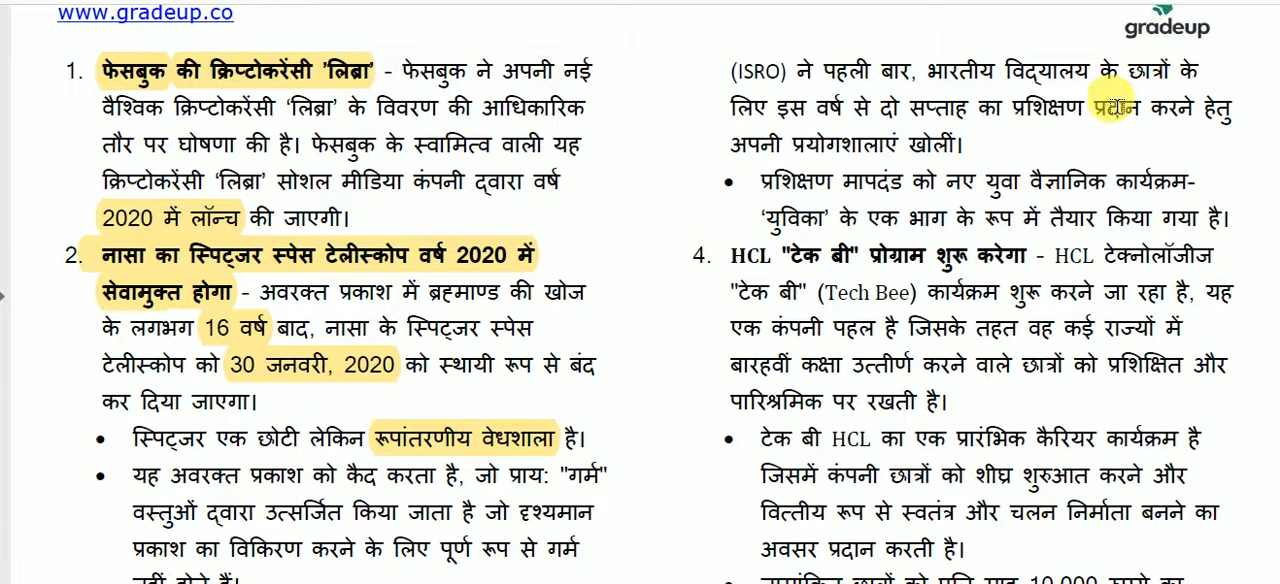 www.gradeup.co
gradeup
1. फेसबुक की क्रिप्टोकरेंसी 'लिब्रा' - फेसबुक ने अपनी नई
वैश्विक क्रिप्टोकरेंसी 'लिब्रा' के विवरण की आधिकारिक
तौर पर घोषणा की है। फेसबुक के स्वामित्व वाली यह
क्रिप्टोकरेंसी 'लिब्रा' सोशल मीडिया कंपनी द्वारा वर्ष
2020 में लॉन्च की जाएगी।
2. नासा का स्पिट्जर स्पेस टेलीस्कोप वर्ष 2020 में
सेवामुक्त होगा - अवरक्त प्रकाश में ब्रह्माण्ड की खोज
के लगभग 16 वर्ष बाद, नासा के स्पिट्जर स्पेस
टेलीस्कोप को 30 जनवरी, 2020 को स्थायी रूप से बंद
कर दिया जाएगा।
• स्पिट्जर एक छोटी लेकिन रूपांतरणीय वेधशाला है।
• यह अवरक्त प्रकाश को कैद करता है, जो प्राय: "गर्म"
वस्तुओं द्वारा उत्सर्जित किया जाता है जो दृश्यमान
प्रकाश का विकिरण करने के लिए पूर्ण रूप से गर्म
नहीं होते हैं।
(ISRO) ने पहली बार, भारतीय विद्यालय के छात्रों के
लिए इस वर्ष से दो सप्ताह का प्रशिक्षण प्रदान करने हेतु
अपनी प्रयोगशालाएं खोलीं।
• प्रशिक्षण मापदंड को नए युवा वैज्ञानिक कार्यक्रम-
'युविका' के एक भाग के रूप में तैयार किया गया है।
4. HCL "टेक बी" प्रोग्राम शुरू करेगा - HCL टेक्नोलॉजीज
"टेक बी" (Tech Bee) कार्यक्रम शुरू करने जा रहा है, यह
एक कंपनी पहल है जिसके तहत वह कई राज्यों में
बारहवीं कक्षा उत्तीर्ण करने वाले छात्रों को प्रशिक्षित और
पारिश्रमिक पर रखती है।
• टेक बी HCL का एक प्रारंभिक कैरियर कार्यक्रम है
जिसमें कंपनी छात्रों को शीघ्र शुरुआत करने और
वित्तीय रूप से स्वतंत्र और चलन निर्माता बनने का
अवसर प्रदान करती है।
• नामांकित छात्रों को प्रति माह 10,000 रुपये का